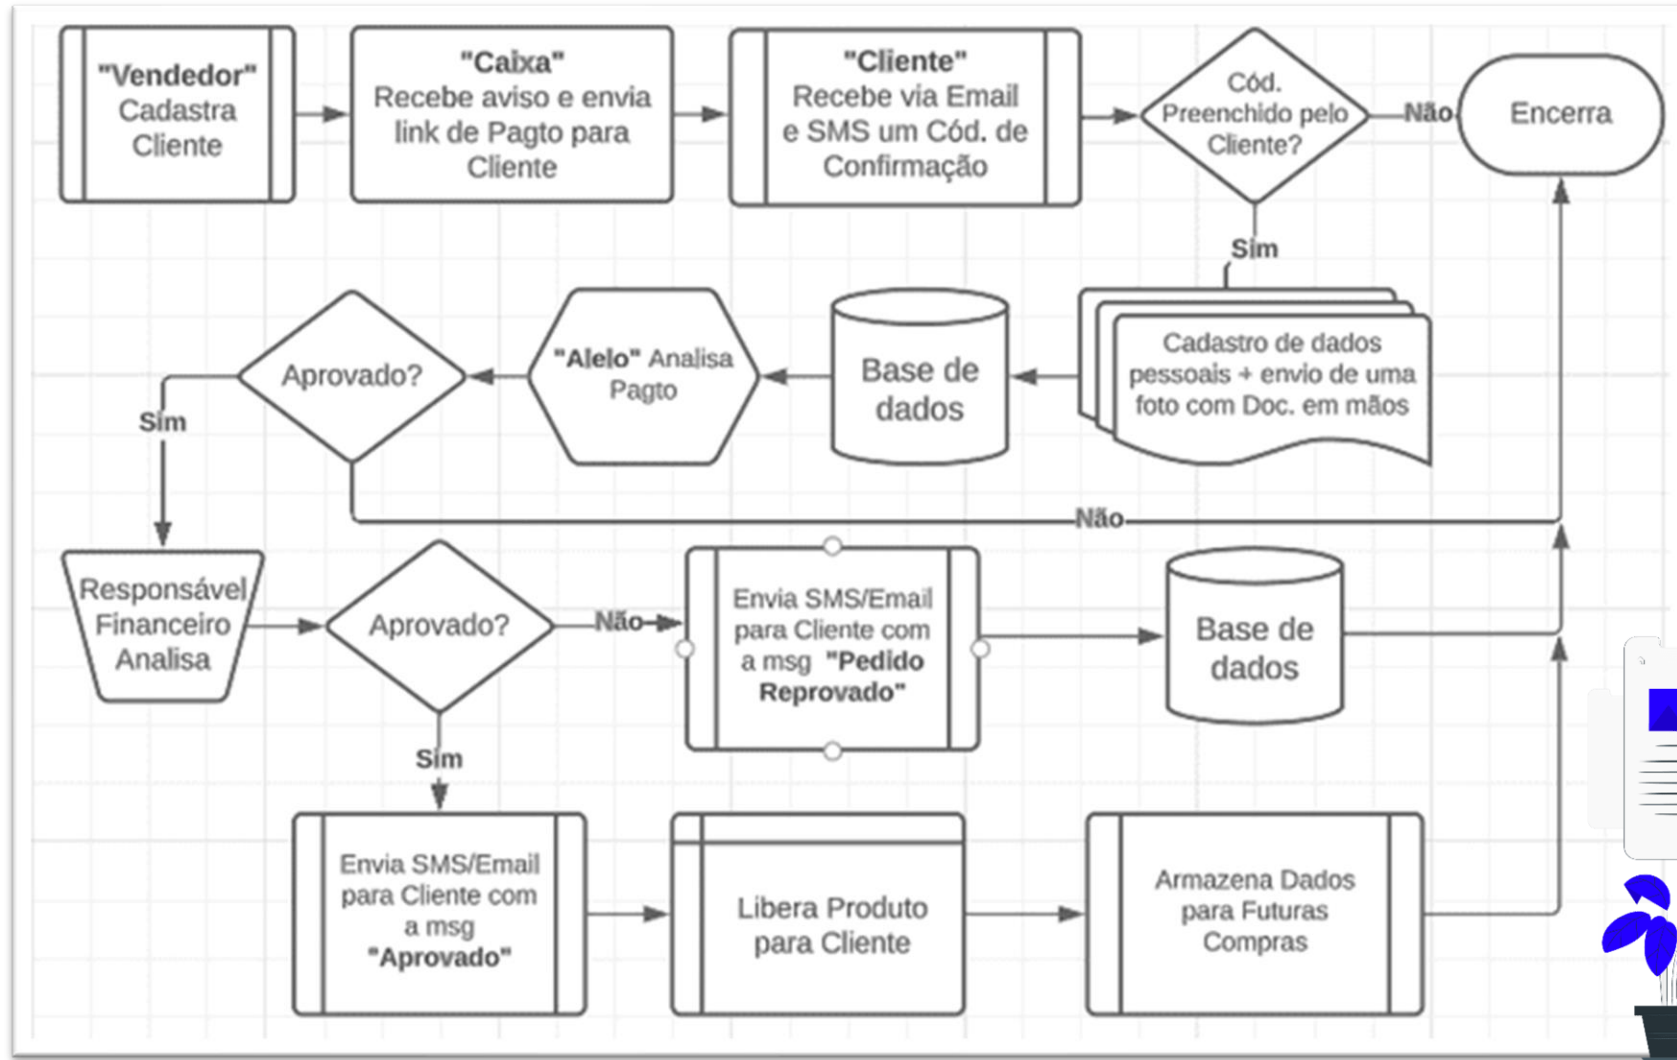 "Vendedor"
Cadastra
Cliente
"Caixa"
Recebe aviso e envia
link de Pagto para
Cliente
"Cliente"
Recebe via Email
e SMS um Cód. de
Confirmação
Cód.
Preenchido pelo
Cliente?
Não
Encerra
Sim
Cadastro de dados
pessoais + envio de uma
foto com Doc. em mãos
Base de
dados
"Alelo" Analisa
Pagto
Aprovado?
Sim
Não
Responsável
Financeiro
Analisa
Aprovado?
Não
Envia SMS/Email
para Cliente com
a msg "Pedido
Reprovado"
Base de
dados
Sim
Envia SMS/Email
para Cliente com
a msg
"Aprovado"
Libera Produto
para Cliente
Armazena Dados
para Futuras
Compras